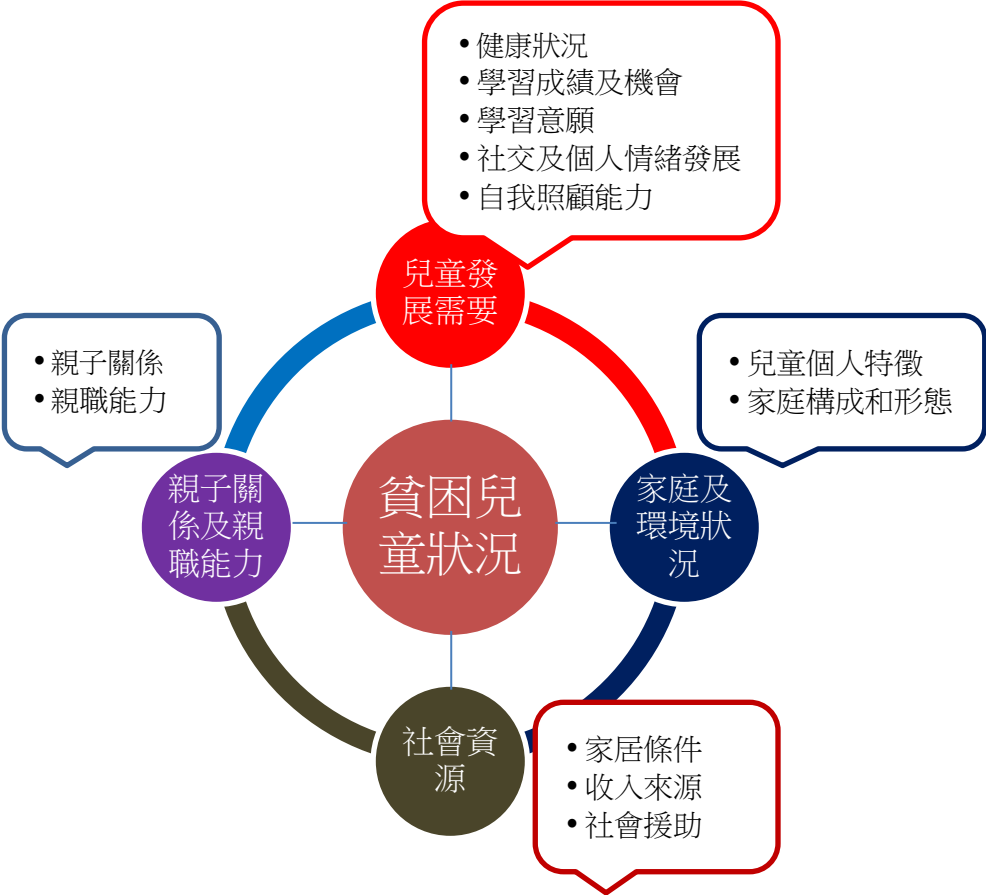 • 健康狀況
• 學習成績及機會
• 學習意願
• 社交及個人情緒發展
• 自我照顧能力
兒童發
展需要
• 親子關係
• 親職能力
• 兒童個人特徵
• 家庭構成和形態
親子關
係及親
職能力
貧困兒
童狀況
家庭及
環境狀
況
社會資
源
• 家居條件
• 收入來源
• 社會援助